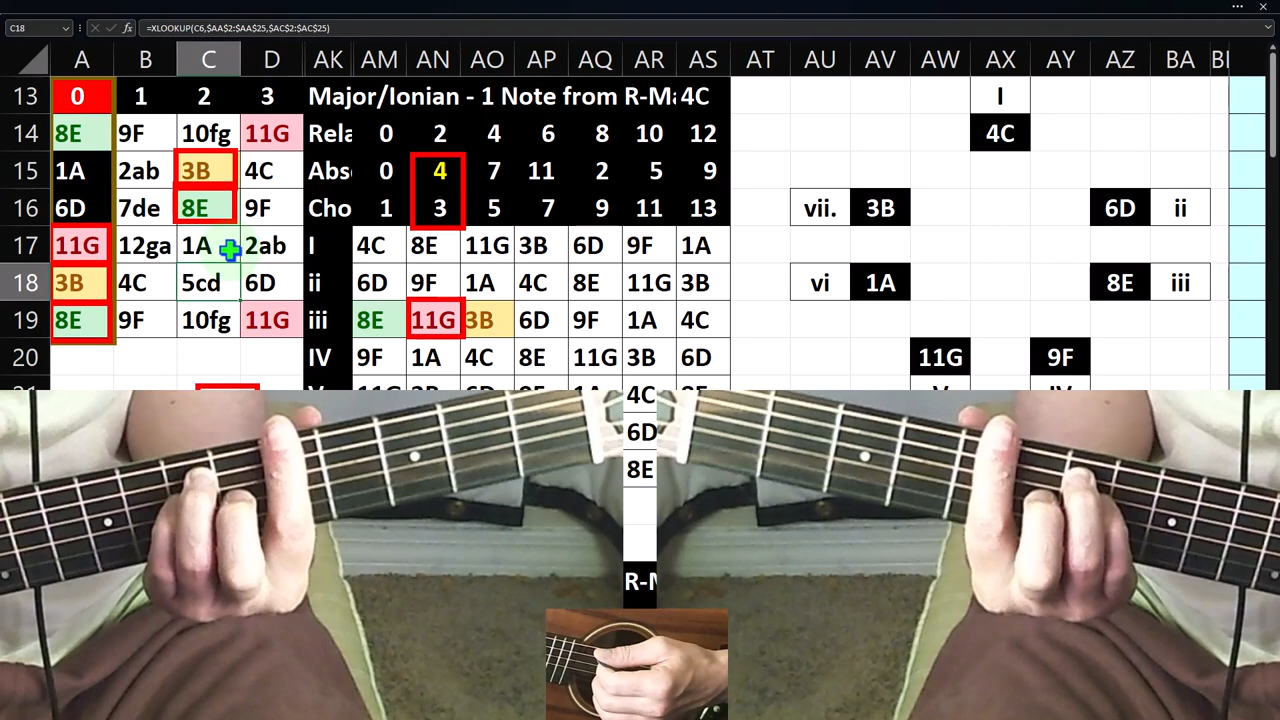 C18 fx =XLOOKUP(C6,$AA$2:$AA$25,$AC$2:$AC$25)
A B C D AK AM AN AO AP AQ AR AS AT AU AV AW AX AY AZ BA
13 0 1 2 3 Major/Ionian - 1 Note from R-Ma 4C I
14 8E 9F 10fg 11G Rela 0 2 4 6 8 10 12 4C
15 1A 2ab 3B 4C Abs 0 4 7 11 2 5 9
16 6D 7de 8E 9F Cho 1 3 5 7 9 11 13 vii. 3B 6D ii
17 11G 12ga 1A 2ab I 4C 8E 11G 3B 6D 9F 1A
18 3B 4C 5cd 6D ii 6D 9F 1A 4C 8E 11G 3B vi 1A 8E iii
19 8E 9F 10fg 11G iii 8E 11G 3B 6D 9F 1A 4C
20 IV 9F 1A 4C 8E 11G 3B 6D 11G 9F
4C
6D
8E
R-M